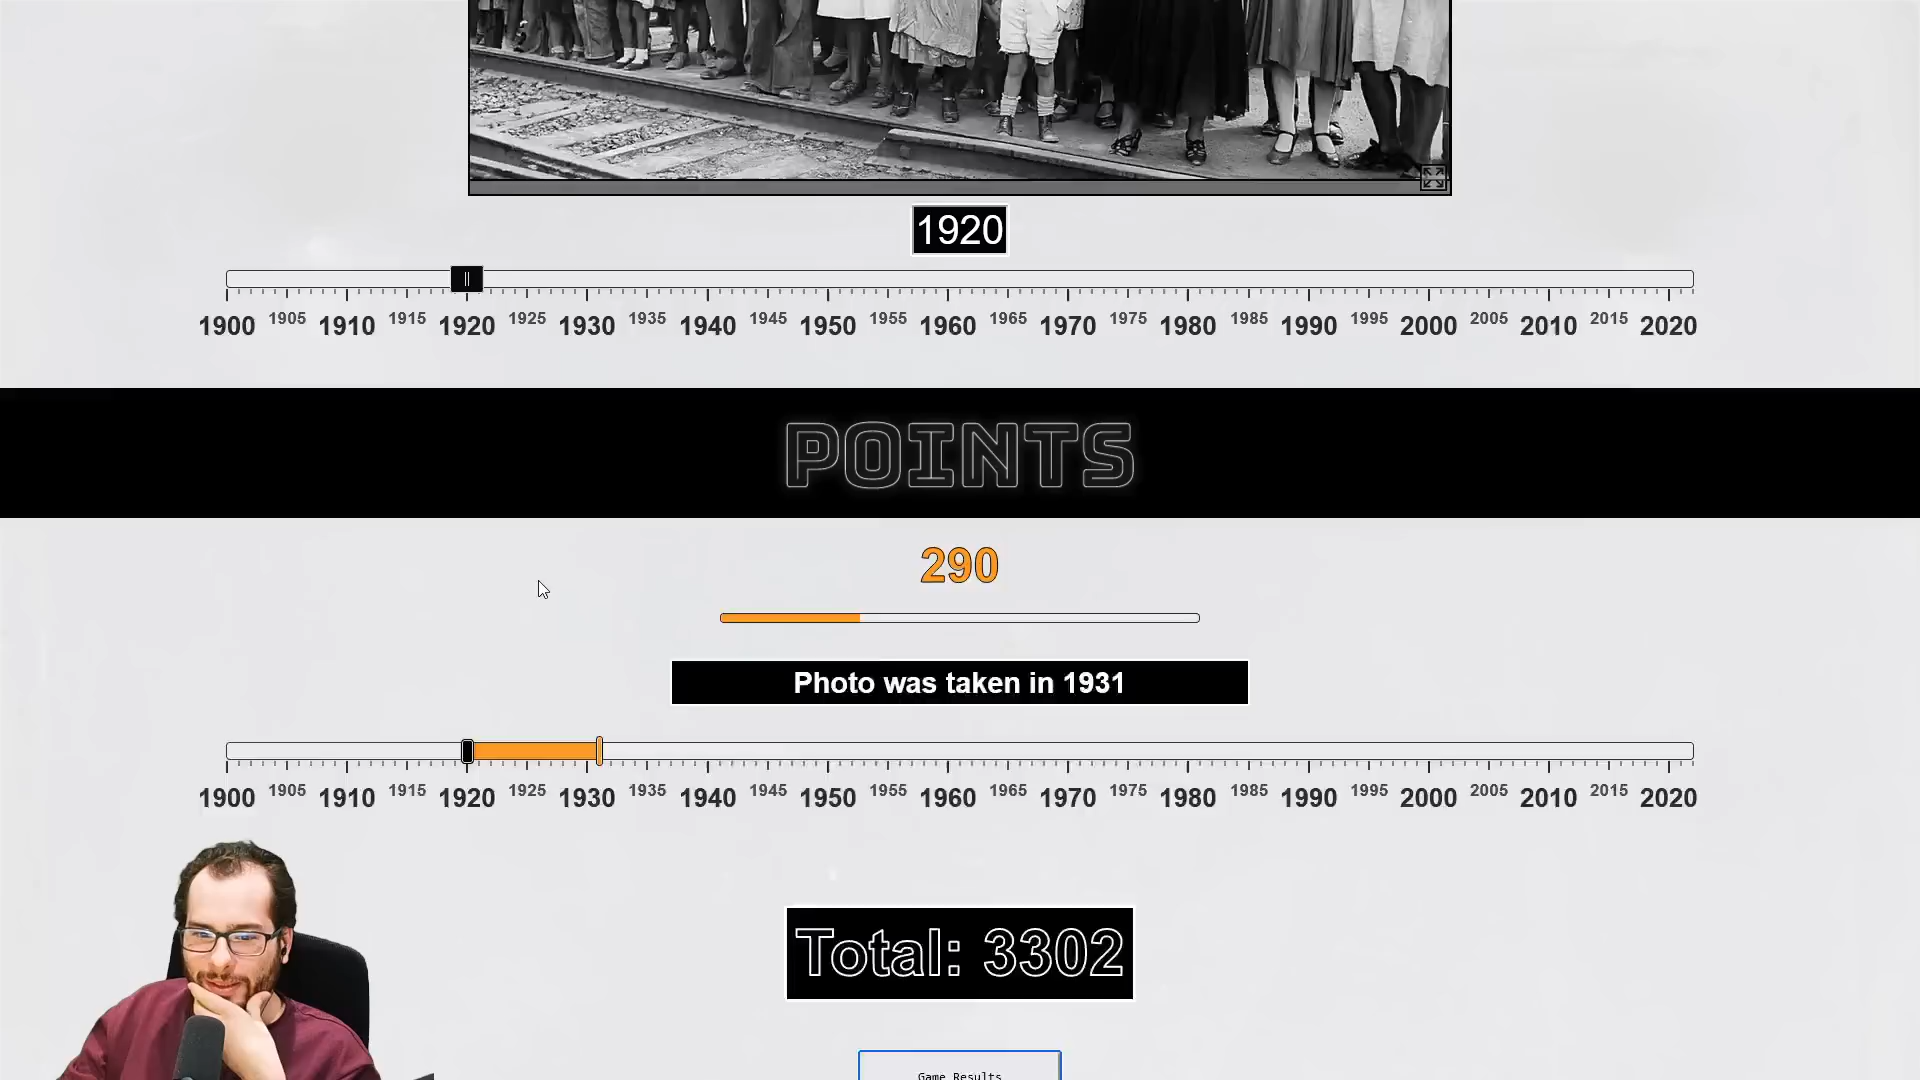 1920
1900 1905 1910 1915 1920 1925 1930 1935 1940 1945 1950 1955 1960 1965 1970 1975 1980 1985 1990 1995 2000 2005 2010 2015 2020
POINTS
290
Photo was taken in 1931
1900 1905 1910 1915 1920 1925 1930 1935 1940 1945 1950 1955 1960 1965 1970 1975 1980 1985 1990 1995 2000 2005 2010 2015 2020
Total: 3302
Game Results